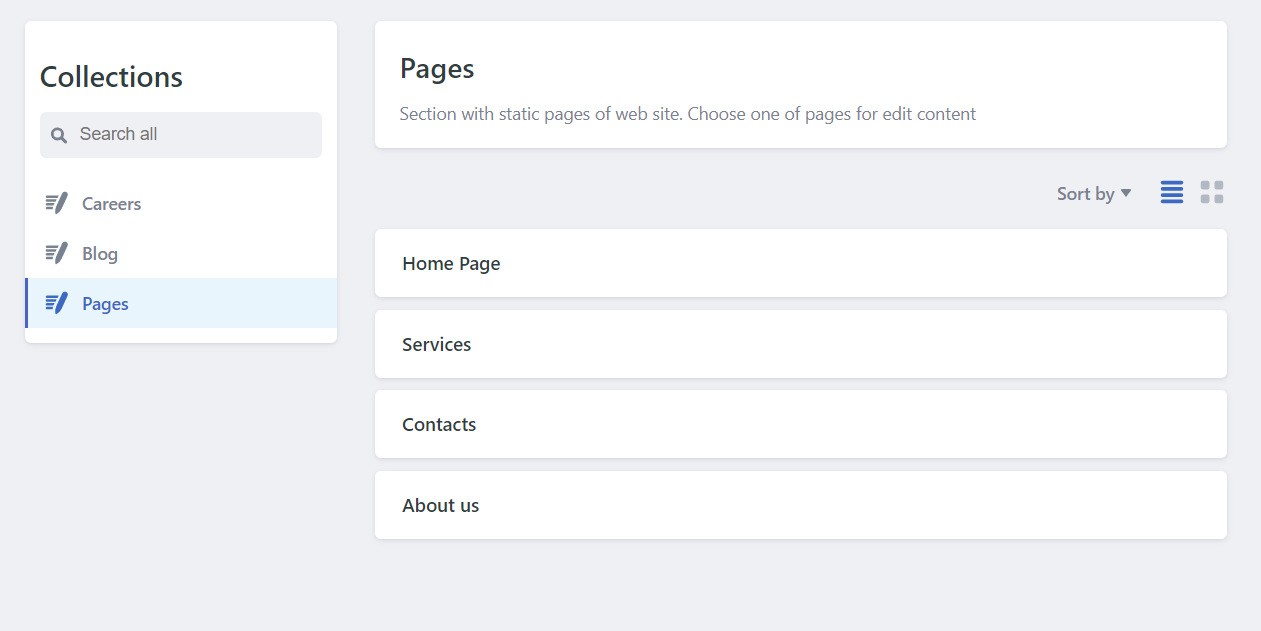 Collections
Search all
Careers
Blog
Pages
Pages
Section with static pages of web site. Choose one of pages for edit content
Sort by
Home Page
Services
Contacts
About us